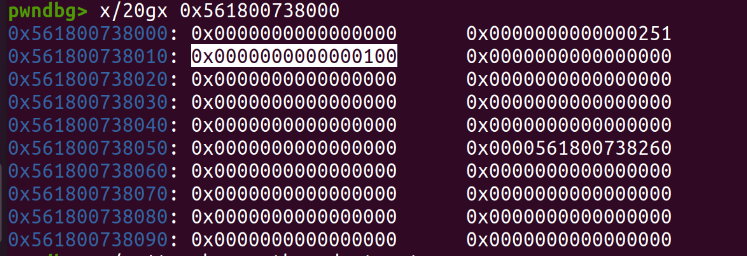 pwndbg> x/20gx 0x561800738000
0x561800738000: 0x0000000000000000 0x0000000000000251
0x561800738010: 0x0000000000000100 0x0000000000000000
0x561800738020: 0x0000000000000000 0x0000000000000000
0x561800738030: 0x0000000000000000 0x0000000000000000
0x561800738040: 0x0000000000000000 0x0000000000000000
0x561800738050: 0x0000000000000000 0x0000561800738260
0x561800738060: 0x0000000000000000 0x0000000000000000
0x561800738070: 0x0000000000000000 0x0000000000000000
0x561800738080: 0x0000000000000000 0x0000000000000000
0x561800738090: 0x0000000000000000 0x0000000000000000